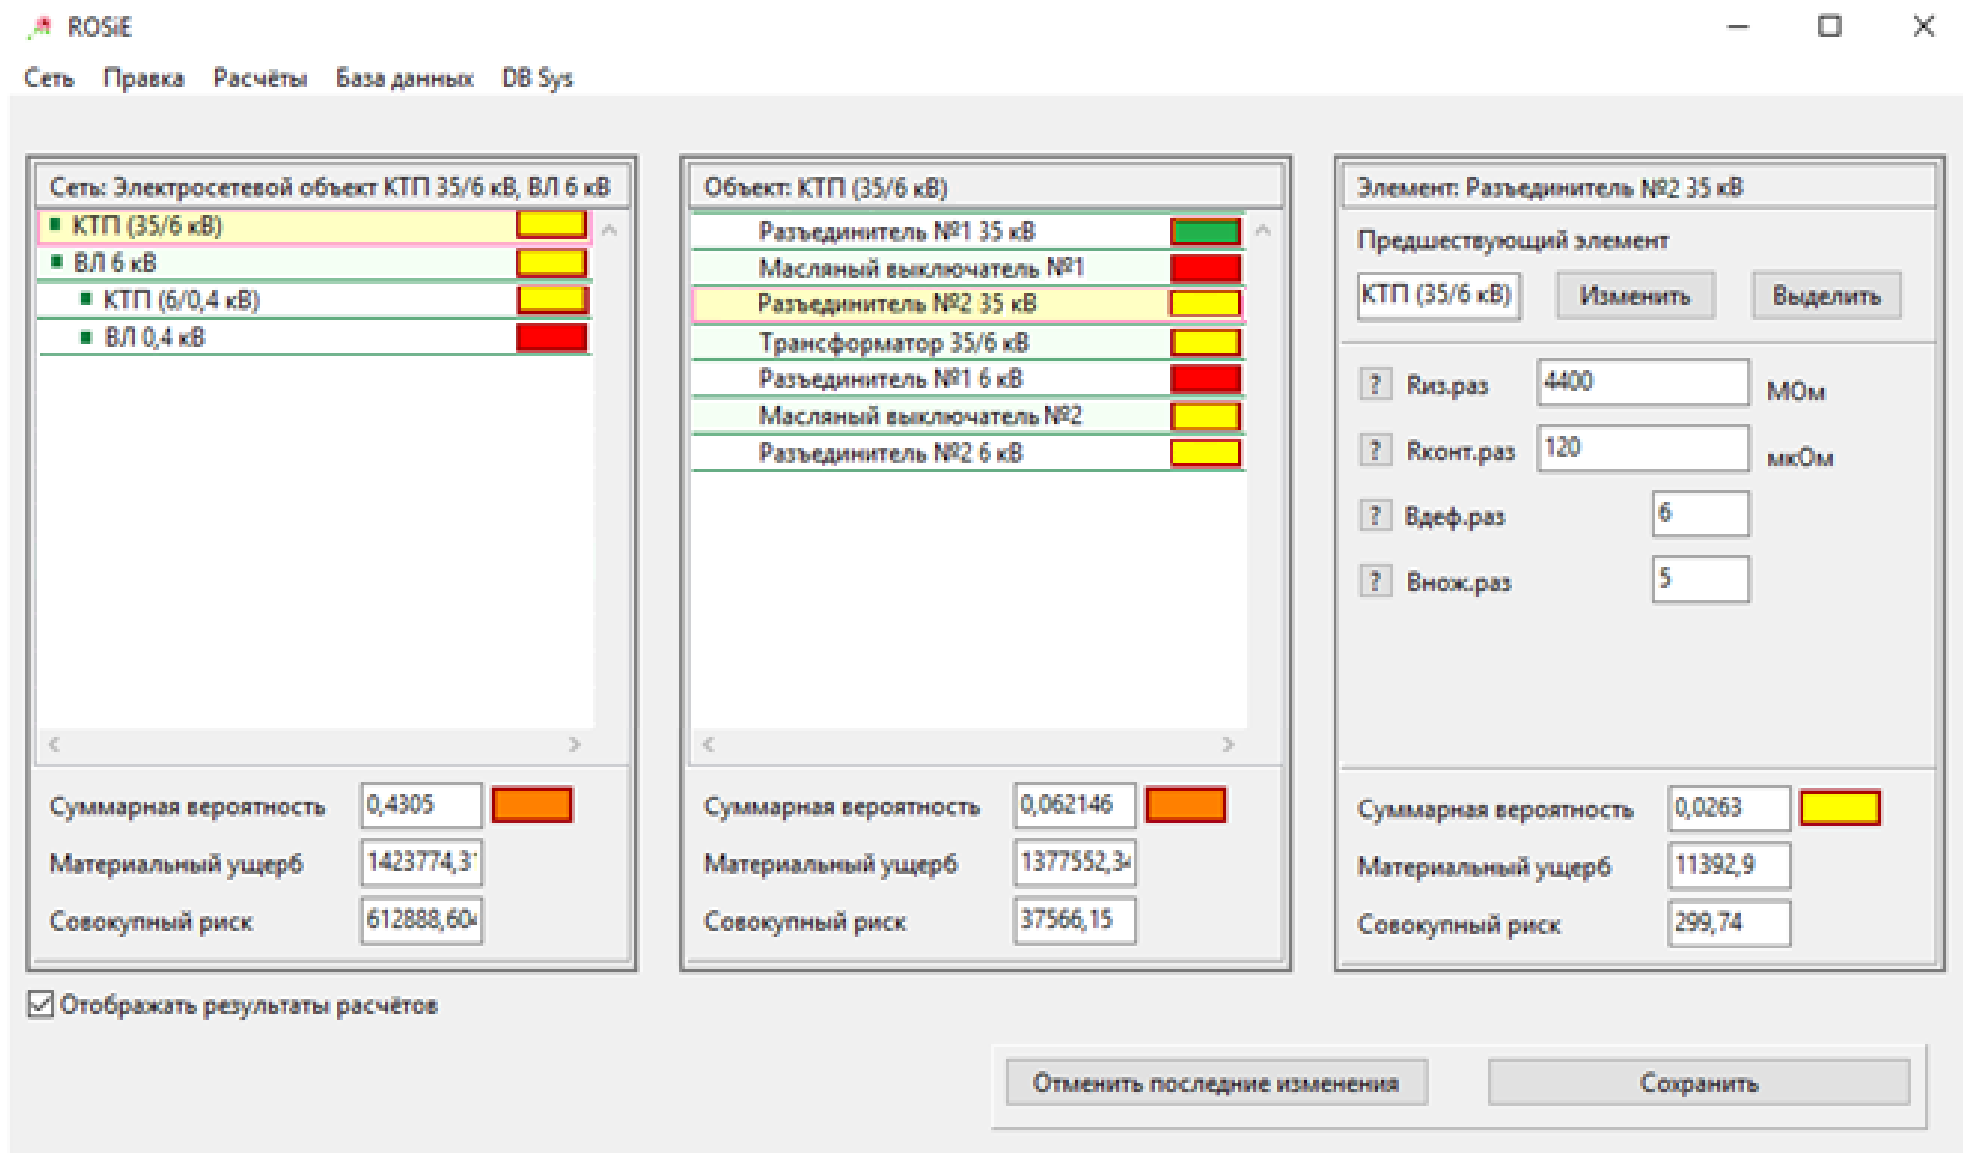 ROSiE
Сеть Правка Расчёты База данных DB Sys
Сеть: Электросетевой объект КТП 35/6 кВ, ВЛ 6 кВ
КТП (35/6 кВ)
ВЛ 6 кВ
КТП (6/0,4 кВ)
ВЛ 0,4 кВ
Суммарная вероятность 0,4305
Материальный ущерб 1423774,3
Совокупный риск 612888,60
Объект: КТП (35/6 кВ)
Разъединитель №1 35 кВ
Масляный выключатель №1
Разъединитель №2 35 кВ
Трансформатор 35/6 кВ
Разъединитель №1 6 кВ
Масляный выключатель №2
Разъединитель №2 6 кВ
Суммарная вероятность 0,062146
Материальный ущерб 1377552,3
Совокупный риск 37566,15
Элемент: Разъединитель №2 35 кВ
Предшествующий элемент
КТП (35/6 кВ) Изменить Выделить
? Rиз.раз 4400 МОм
? Rконт.раз 120 мкОм
? Вдеф.раз 6
? Внож.раз 5
Суммарная вероятность 0,0263
Материальный ущерб 11392,9
Совокупный риск 299,74
Отображать результаты расчётов
Отменить последние изменения Сохранить